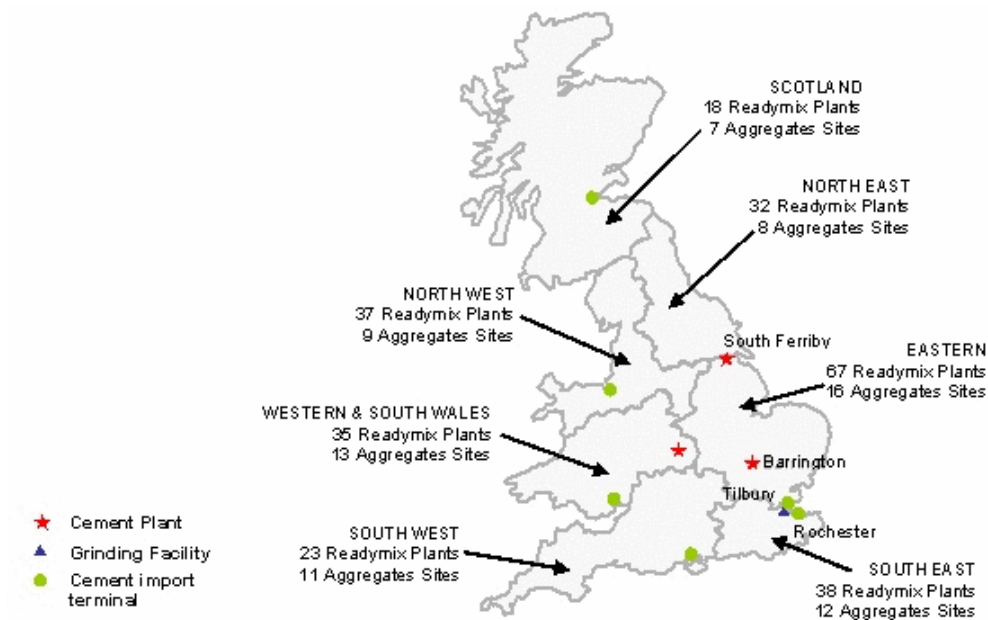 SCOTLAND
18 Readymix Plants
7 Aggregates Sites
NORTH EAST
32 Readymix Plants
8 Aggregates Sites
NORTH WEST
37 Readymix Plants
9 Aggregates Sites
South Ferriby
EASTERN
67 Readymix Plants
16 Aggregates Sites
WESTERN & SOUTH WALES
35 Readymix Plants
13 Aggregates Sites
Barrington
Tilbury
Rochester
SOUTH WEST
23 Readymix Plants
11 Aggregates Sites
SOUTH EAST
38 Readymix Plants
12 Aggregates Sites
Cement Plant
Grinding Facility
Cement import
terminal